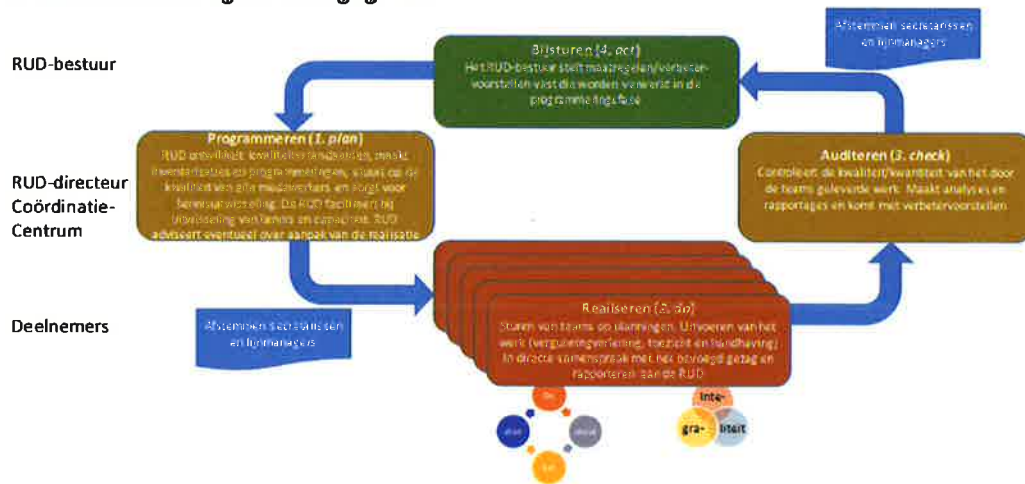 Afstemmen secretarissen
en lijnmanagers
RUD-bestuur
Bijsturen (4. act)
Het RUD-bestuur stelt maatregelen/verbeter-
voorstellen vast die worden verwerkt in de
programmeringsfase
Programmeren (1. plan)
RUD ontwikkelt kwaliteitsstandaarden, maakt
inventarisaties en programmeringen, stuurt op de
kwaliteit van alle medewerkers en zorgt voor
kennisuitwisseling. De RUD faciliteert bij
uitwisseling van kennis en capaciteit. RUD
adviseert eventueel over aanpak van de realisatie
RUD-directeur
Coördinatie-
Centrum
Auditeren (3. check)
Controleert de kwaliteit/kwantiteit van het door
de teams geleverde werk. Maakt analyses en
rapportages en komt met verbetervoorstellen
Deelnemers
Afstemmen secretarissen
en lijnmanagers
Realiseren (2. do)
Sturen van teams op planningen. Uitvoeren van het
werk (vergunningverlening, toezicht en handhaving)
in directe samenspraak met het bevoegd gezag en
rapporteren aan de RUD
inte-
gra-
liteit